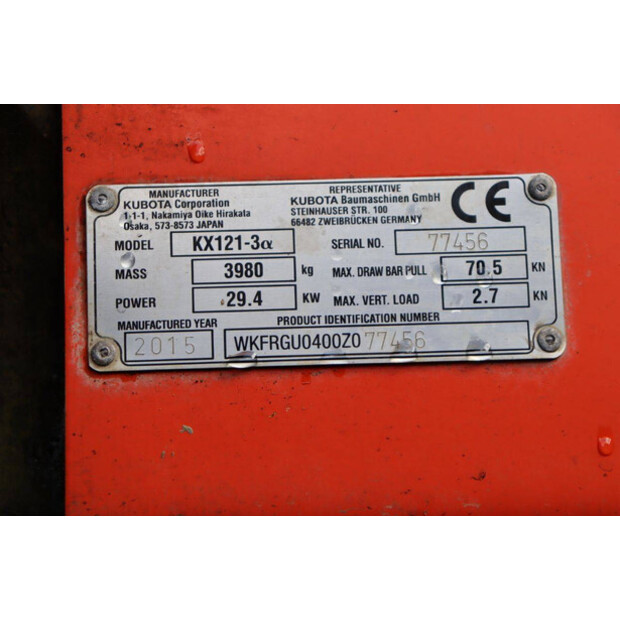 MANUFACTURER
KUBOTA Corporation
1-1-1, Nakamiya Oike Hirakata
Osaka, 573-8573 JAPAN
REPRESENTATIVE
KUBOTA Baumaschinen GmbH
STEINHAUSER STR. 100
66482 ZWEIBRÜCKEN GERMANY
CE
MODEL KX121-3α SERIAL NO. 77456
MASS 3980 kg MAX. DRAW BAR PULL 70.5 KN
POWER 29.4 KW MAX. VERT. LOAD 2.7 KN
MANUFACTURED YEAR PRODUCT IDENTIFICATION NUMBER
2015 WKFRGU0400Z077456